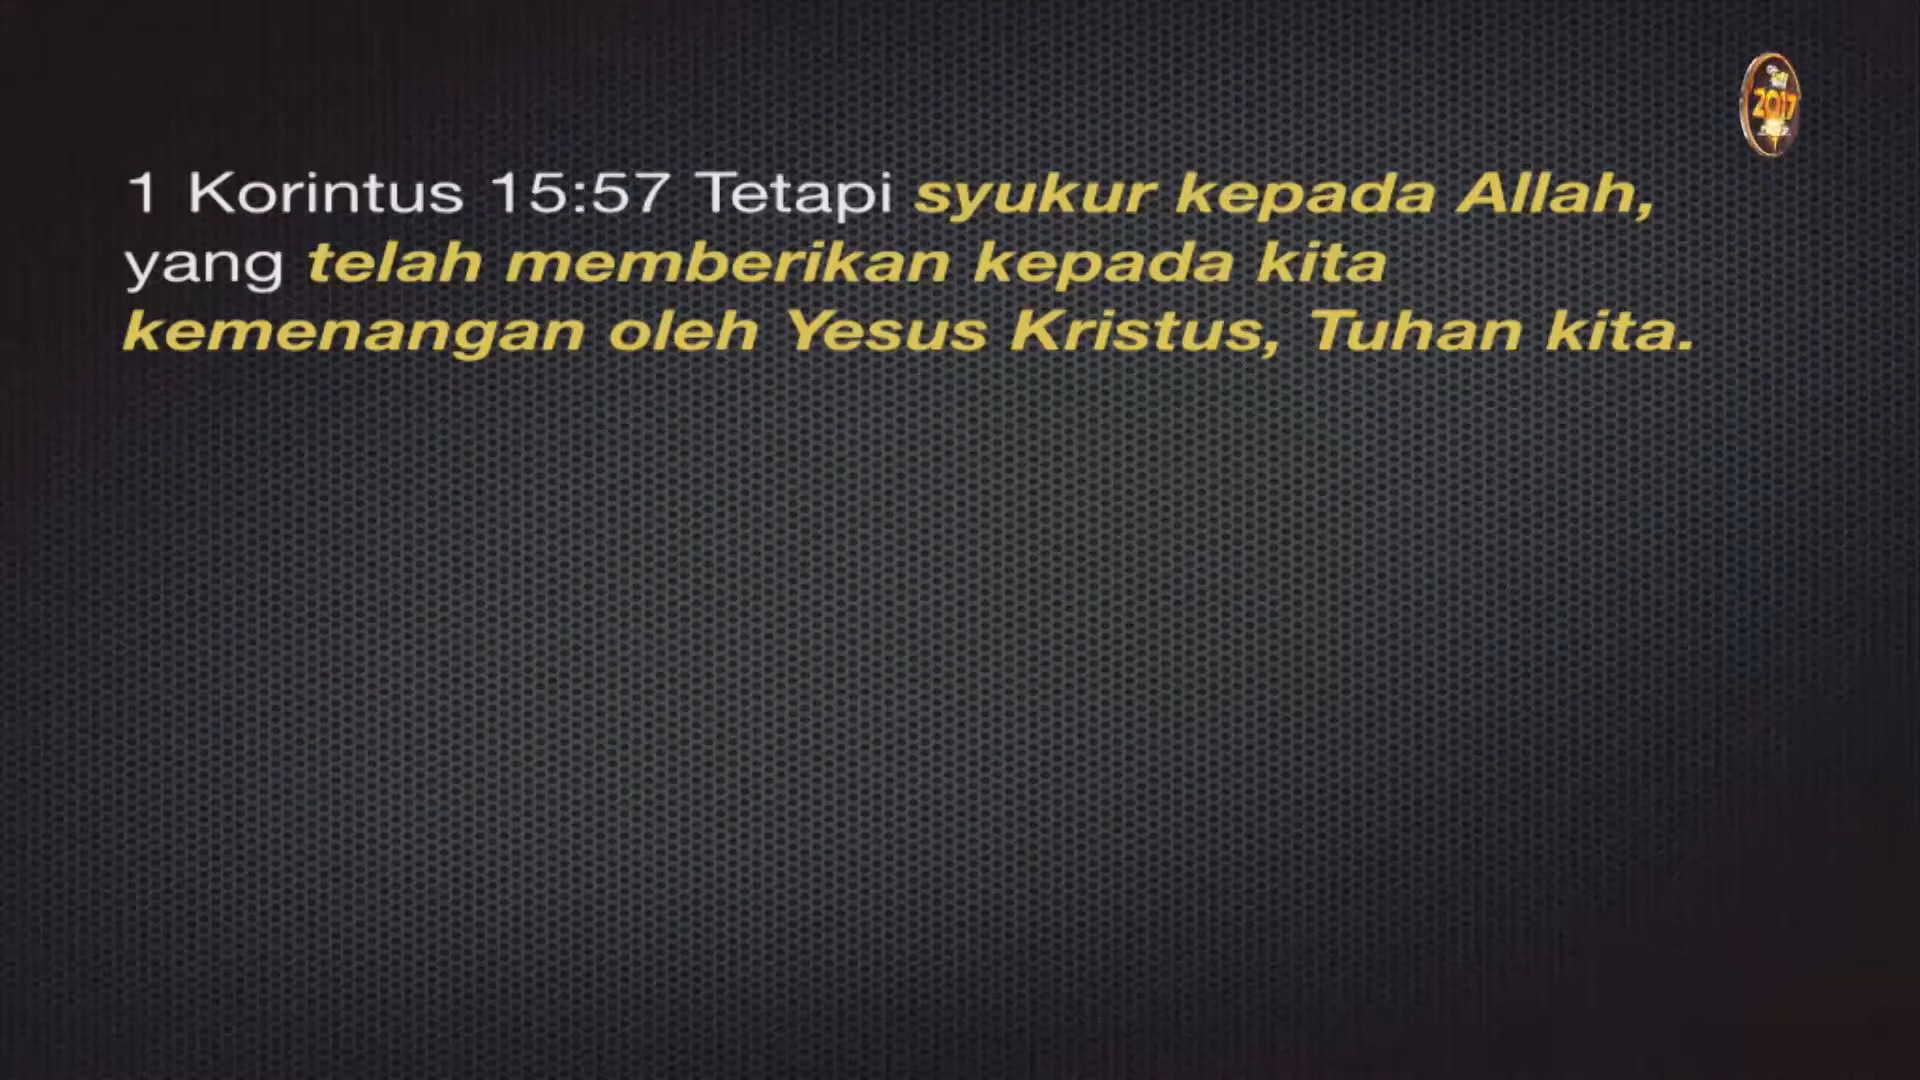 2017
1 Korintus 15:57 Tetapi syukur kepada Allah,
yang telah memberikan kepada kita
kemenangan oleh Yesus Kristus, Tuhan kita.